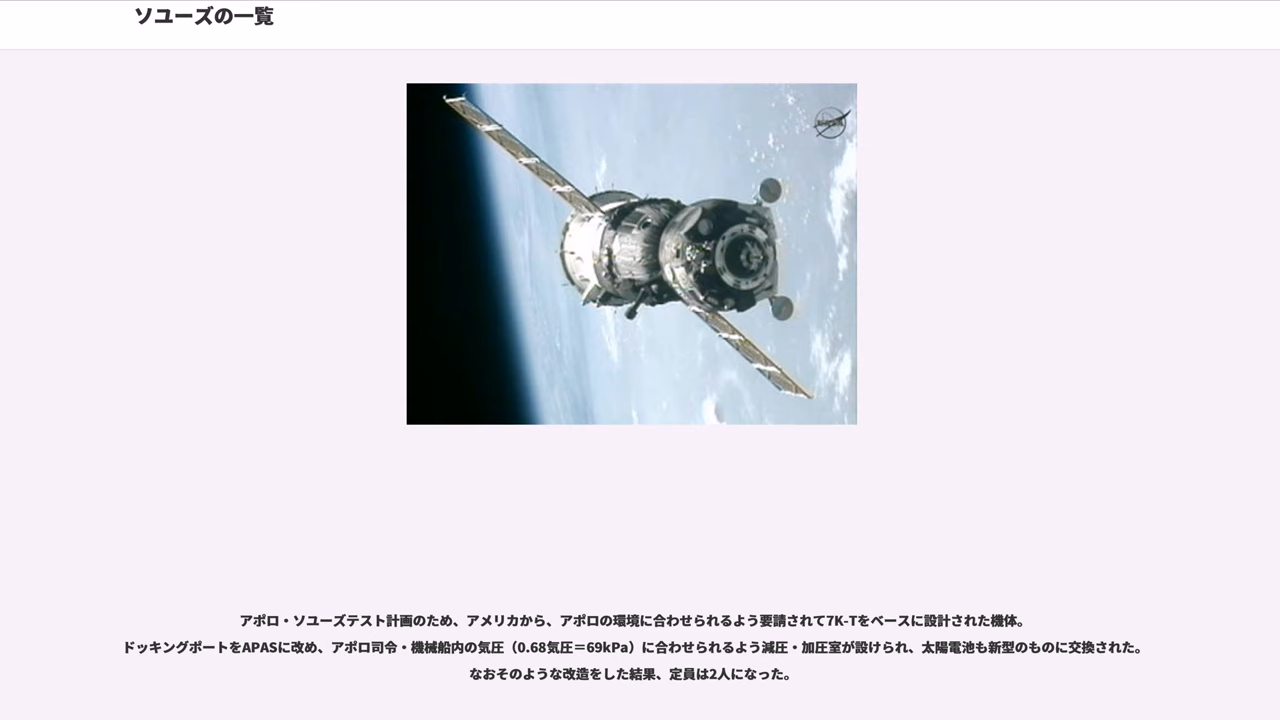 ソユーズの一覧
アポロ・ソユーズテスト計画のため、アメリカから、アポロの環境に合わせられるよう要請されて7K-Tをベースに設計された機体。
ドッキングポートをAPASに改め、アポロ司令・機械船内の気圧（0.68気圧＝69kPa）に合わせられるよう減圧・加圧室が設けられ、太陽電池も新型のものに交換された。
なおそのような改造をした結果、定員は2人になった。